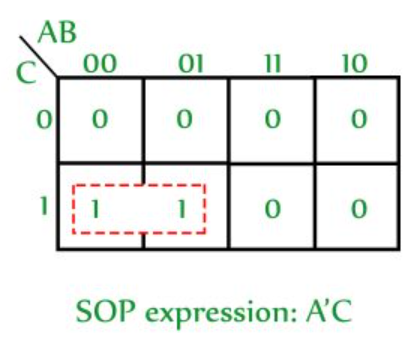 AB
C 00 01 11 10
0 0 0 0 0
1 1 1 0 0
SOP expression: A'C